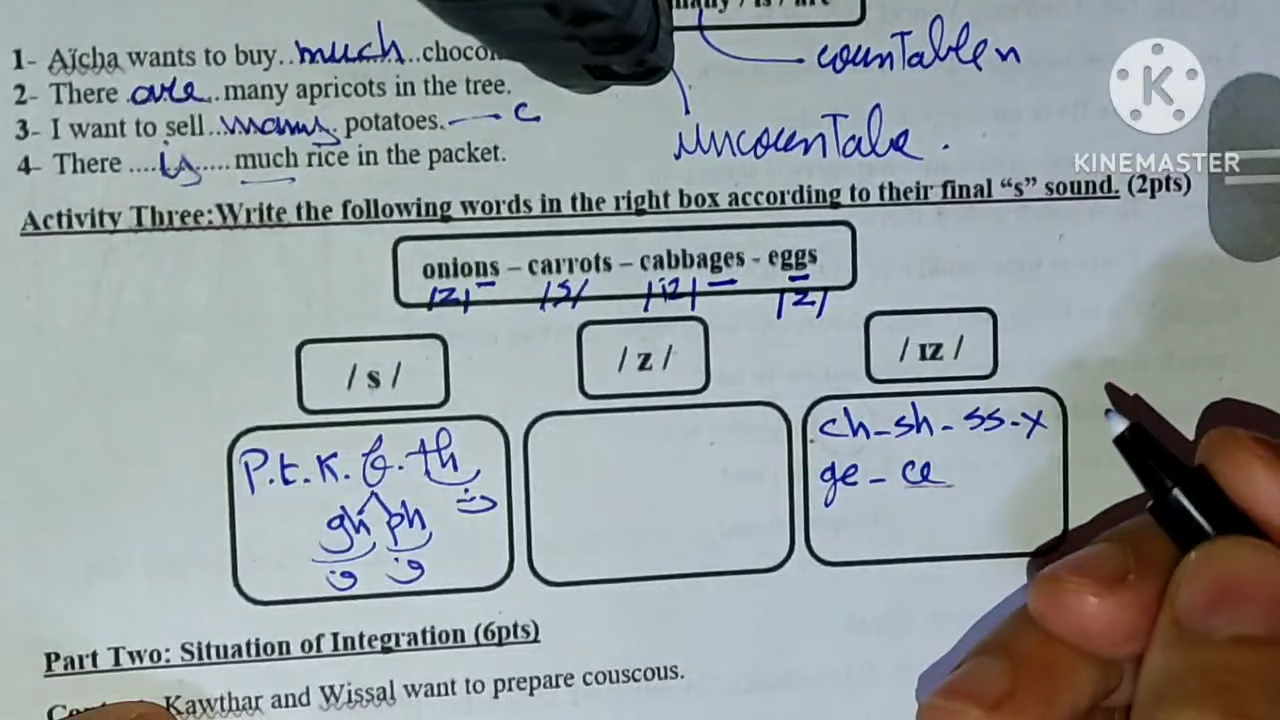 many / is / are
1- Aïcha wants to buy..much...chocol
countable n
2- There .are.. many apricots in the tree.
3- I want to sell..many. potatoes. → C
uncountabe.
4- There ....is..... much rice in the packet.
K
KINEMASTER
Activity Three: Write the following words in the right box according to their final “s” sound. (2pts)
onions – carrots – cabbages - eggs
/z/ /s/ /iz/ /z/
/ s / / z / / ɪz /
P.t.K.f.th ch-sh-ss-x
ث
gh ph ge - ce
ف ف
Part Two: Situation of Integration (6pts)
Kawthar and Wissal want to prepare couscous.